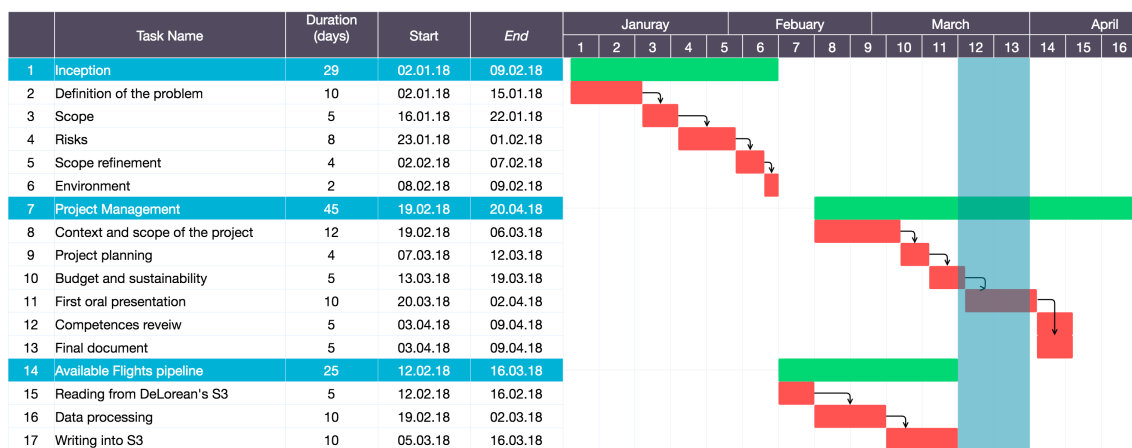 Task Name Duration (days) Start End Januray Febuary March April
1 2 3 4 5 6 7 8 9 10 11 12 13 14 15 16
1 Inception 29 02.01.18 09.02.18
2 Definition of the problem 10 02.01.18 15.01.18
3 Scope 5 16.01.18 22.01.18
4 Risks 8 23.01.18 01.02.18
5 Scope refinement 4 02.02.18 07.02.18
6 Environment 2 08.02.18 09.02.18
7 Project Management 45 19.02.18 20.04.18
8 Context and scope of the project 12 19.02.18 06.03.18
9 Project planning 4 07.03.18 12.03.18
10 Budget and sustainability 5 13.03.18 19.03.18
11 First oral presentation 10 20.03.18 02.04.18
12 Competences reveiw 5 03.04.18 09.04.18
13 Final document 5 03.04.18 09.04.18
14 Available Flights pipeline 25 12.02.18 16.03.18
15 Reading from DeLorean's S3 5 12.02.18 16.02.18
16 Data processing 10 19.02.18 02.03.18
17 Writing into S3 10 05.03.18 16.03.18